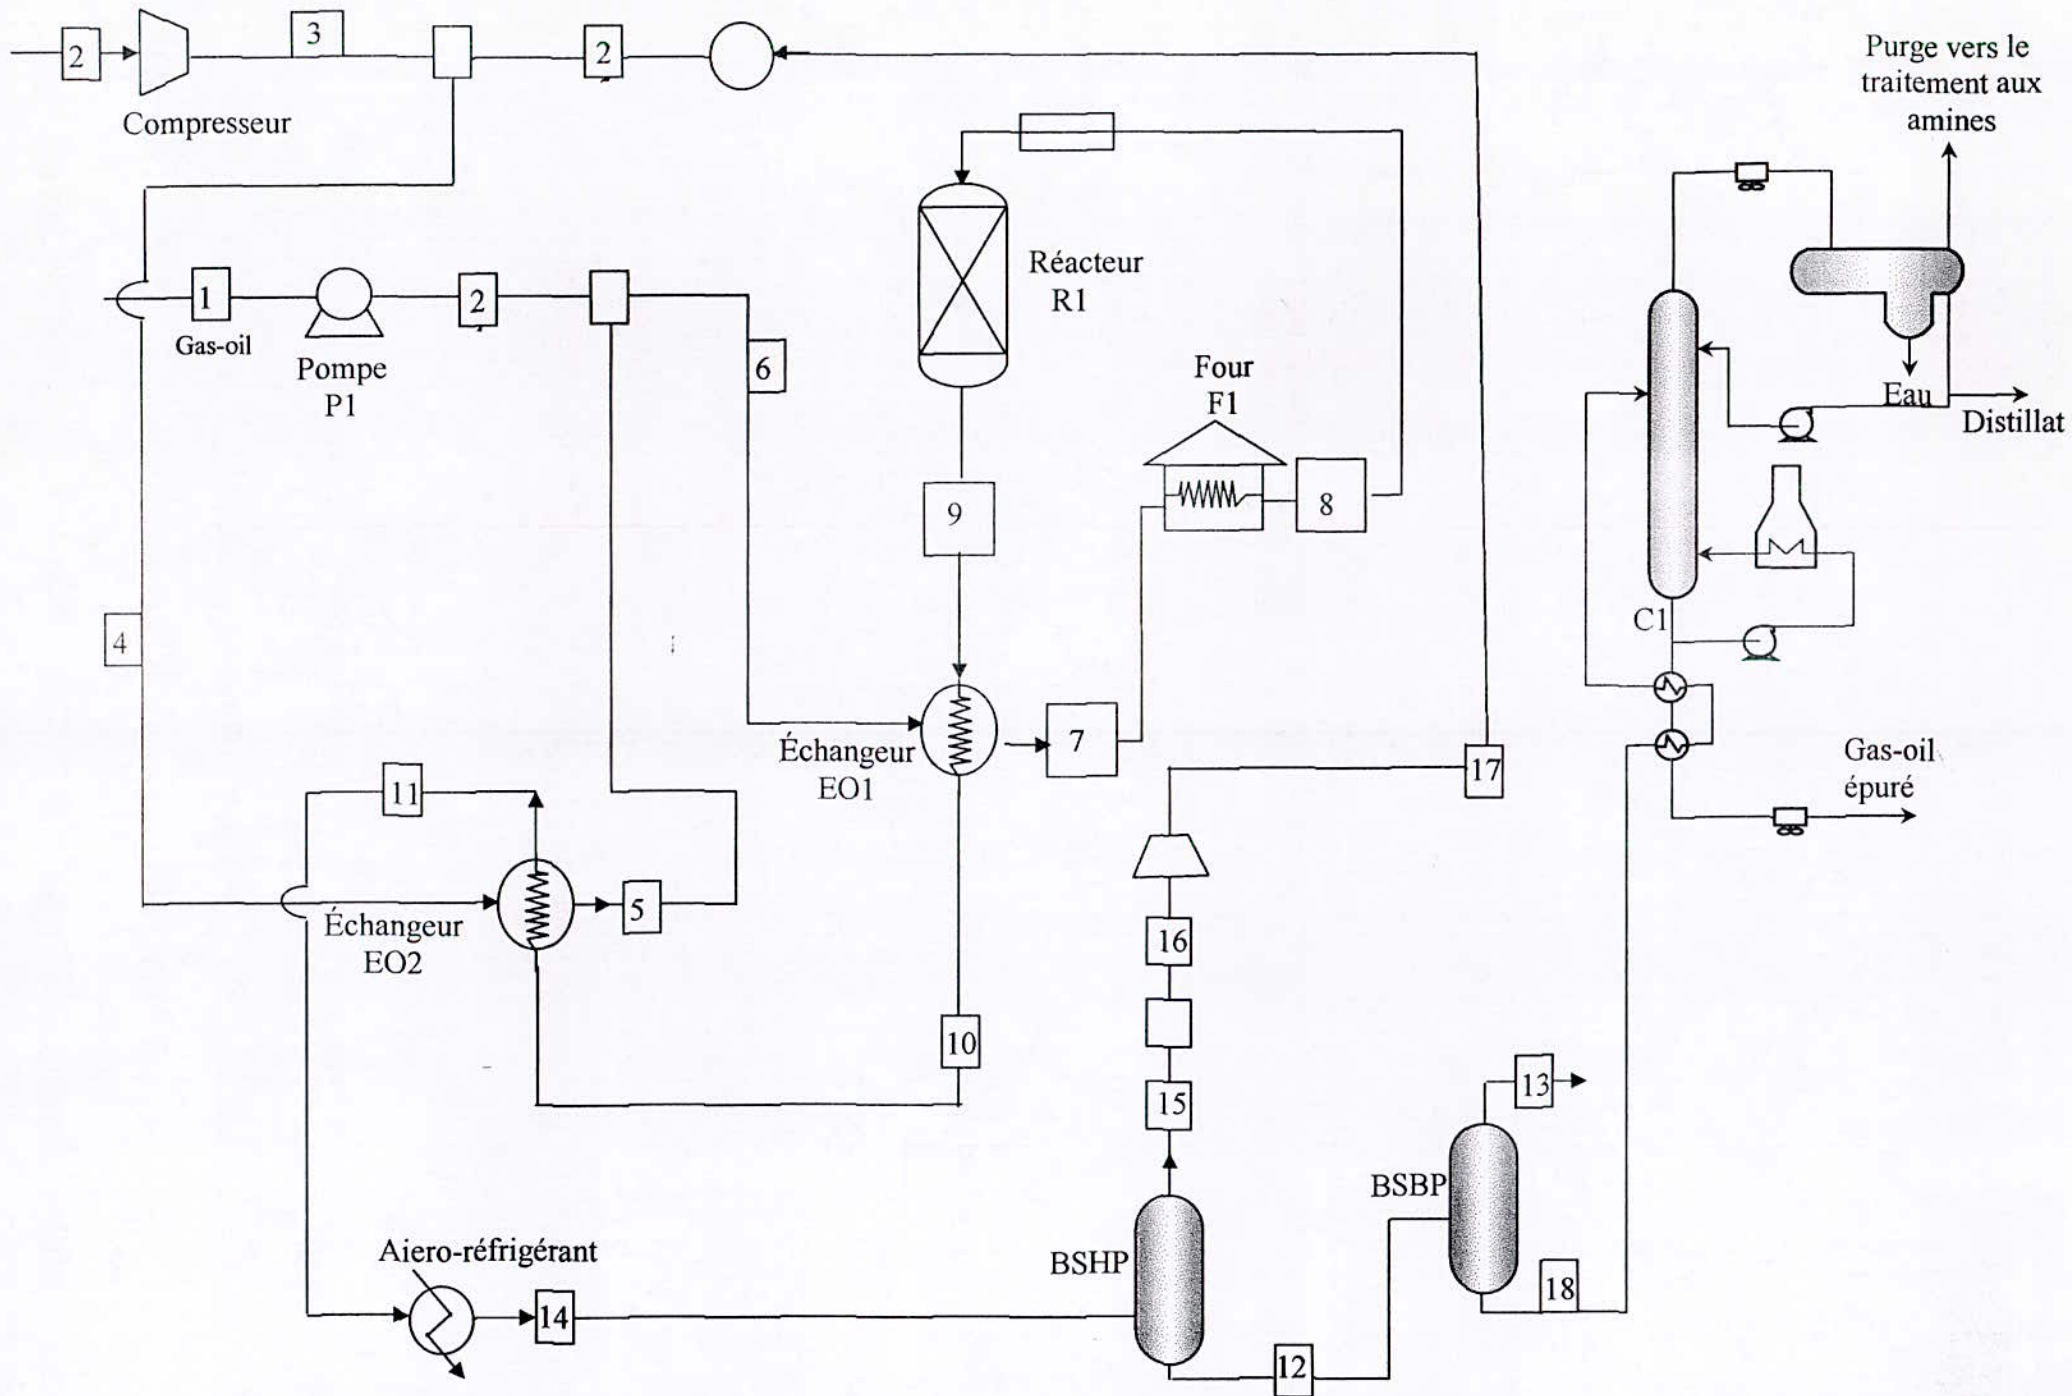 2
3
2
Compresseur
Purge vers le
traitement aux
amines
Réacteur
R1
1
2
Gas-oil
Pompe
P1
6
Four
F1
Eau
Distillat
9
8
4
C1
Échangeur
EO1
7
17
Gas-oil
épuré
11
Échangeur
EO2
5
16
10
15
13
BSHP
BSBP
Aiero-réfrigérant
14
18
12